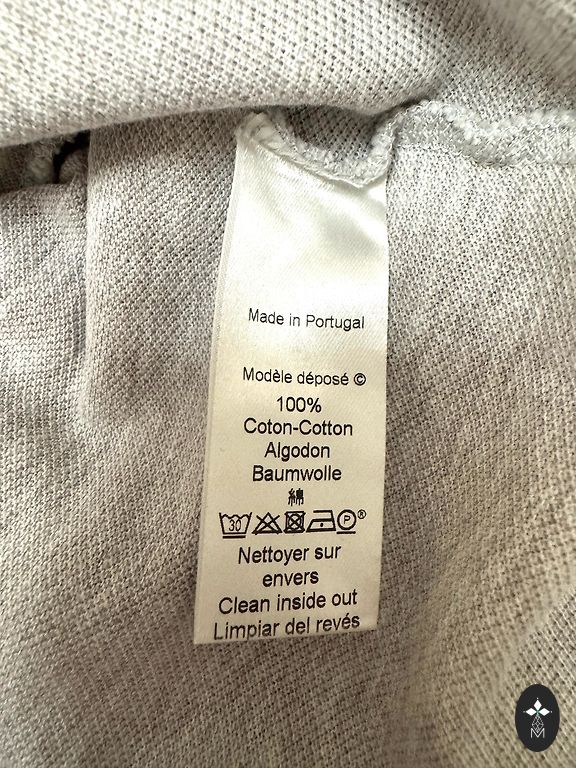 Made in Portugal
Modèle déposé ©
100%
Coton-Cotton
Algodon
Baumwolle
綿
30 P ®
Nettoyer sur
envers
Clean inside out
Limpiar del revés
M